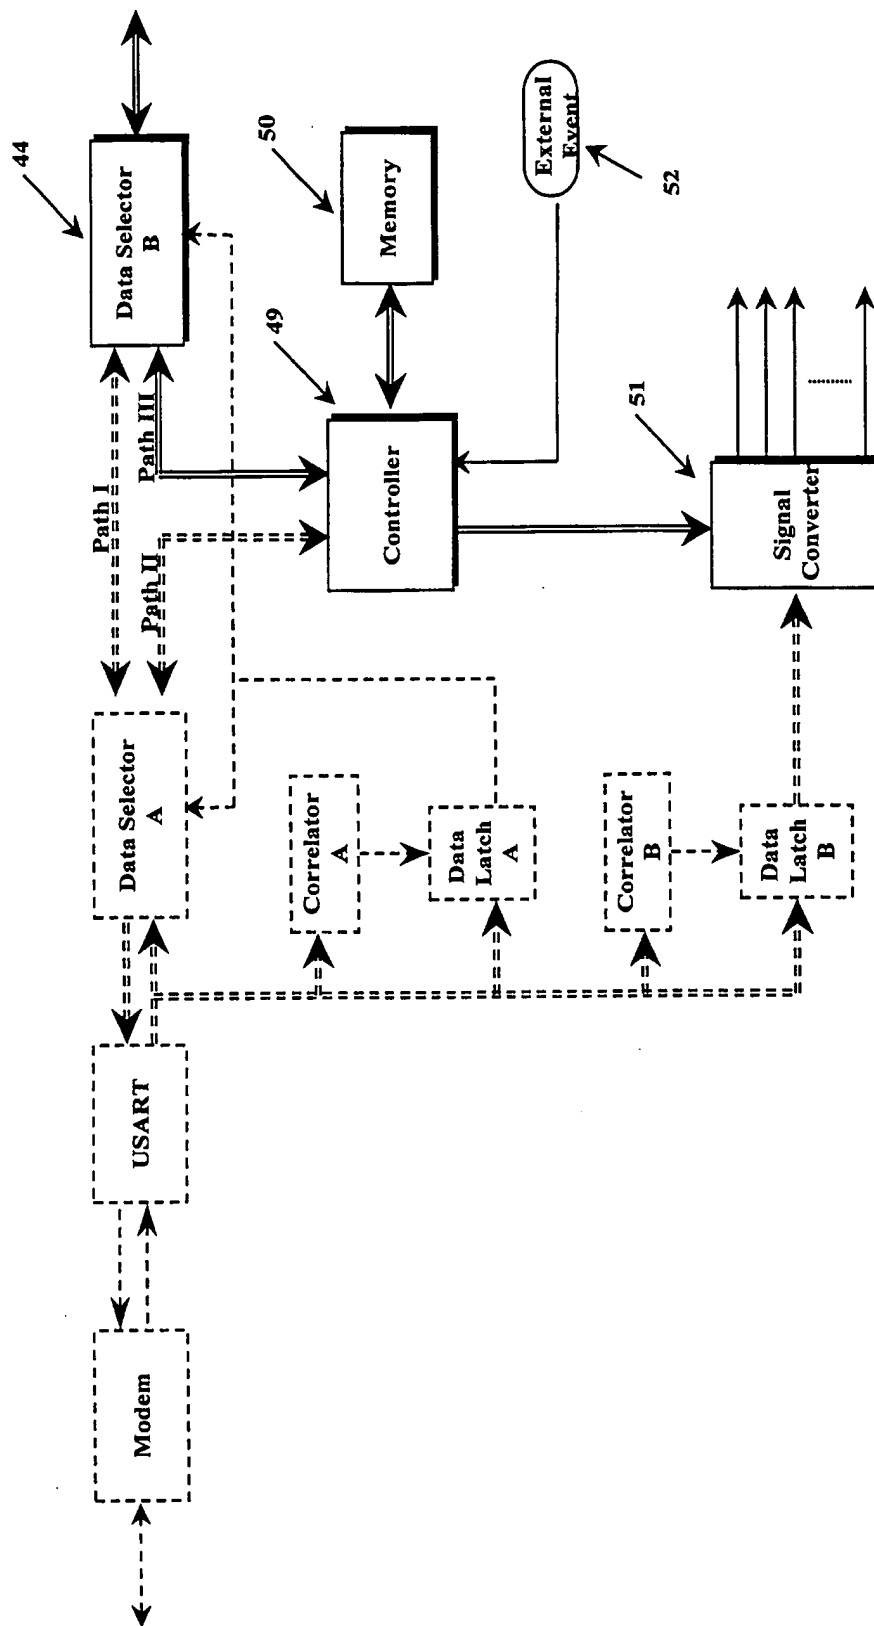 Modem
USART
Data Selector
A
Path I
Path II
Path III
Data Selector
B
44
Correlator
A
Data
Latch
A
Controller
49
Memory
50
External
Event
52
Correlator
B
Data
Latch
B
Signal
Converter
51